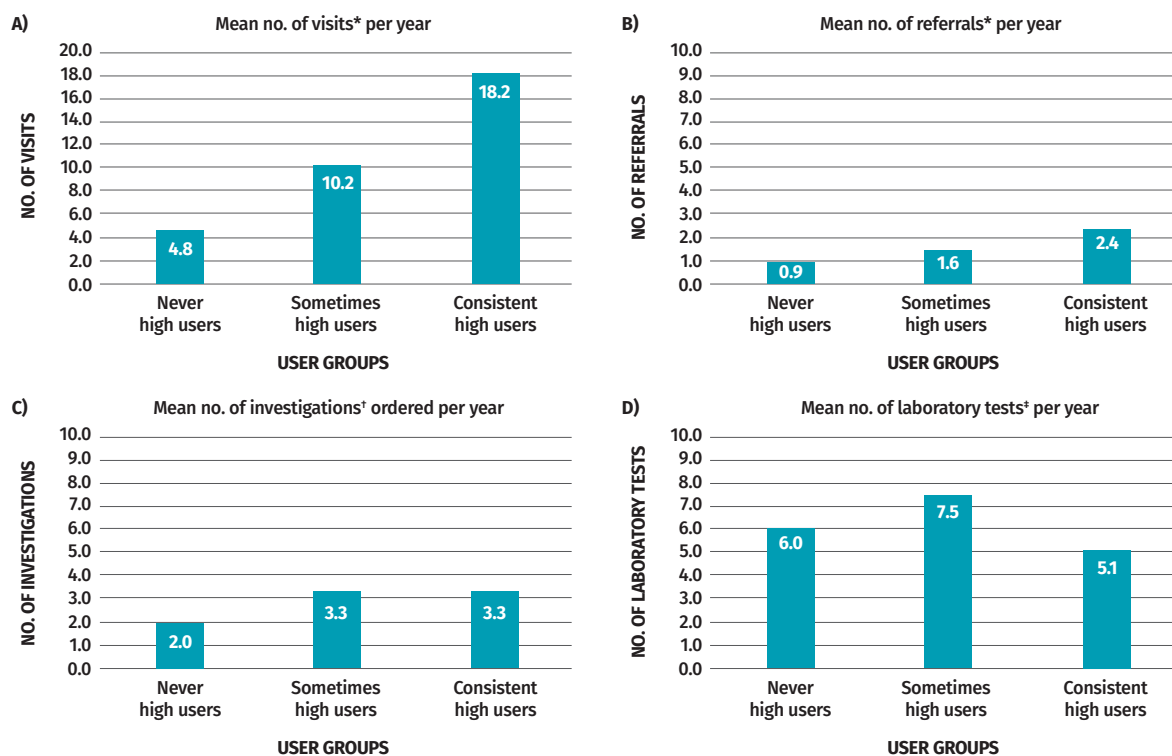 A)
Mean no. of visits* per year
NO. OF VISITS
20.0
18.0
16.0
14.0
12.0
10.0
8.0
6.0
4.0
2.0
0.0
4.8
10.2
18.2
Never
high users
Sometimes
high users
Consistent
high users
USER GROUPS
B)
Mean no. of referrals* per year
NO. OF REFERRALS
10.0
9.0
8.0
7.0
6.0
5.0
4.0
3.0
2.0
1.0
0.0
0.9
1.6
2.4
Never
high users
Sometimes
high users
Consistent
high users
USER GROUPS
C)
Mean no. of investigations† ordered per year
NO. OF INVESTIGATIONS
10.0
9.0
8.0
7.0
6.0
5.0
4.0
3.0
2.0
1.0
0.0
2.0
3.3
3.3
Never
high users
Sometimes
high users
Consistent
high users
USER GROUPS
D)
Mean no. of laboratory tests‡ per year
NO. OF LABORATORY TESTS
10.0
9.0
8.0
7.0
6.0
5.0
4.0
3.0
2.0
1.0
0.0
6.0
7.5
5.1
Never
high users
Sometimes
high users
Consistent
high users
USER GROUPS